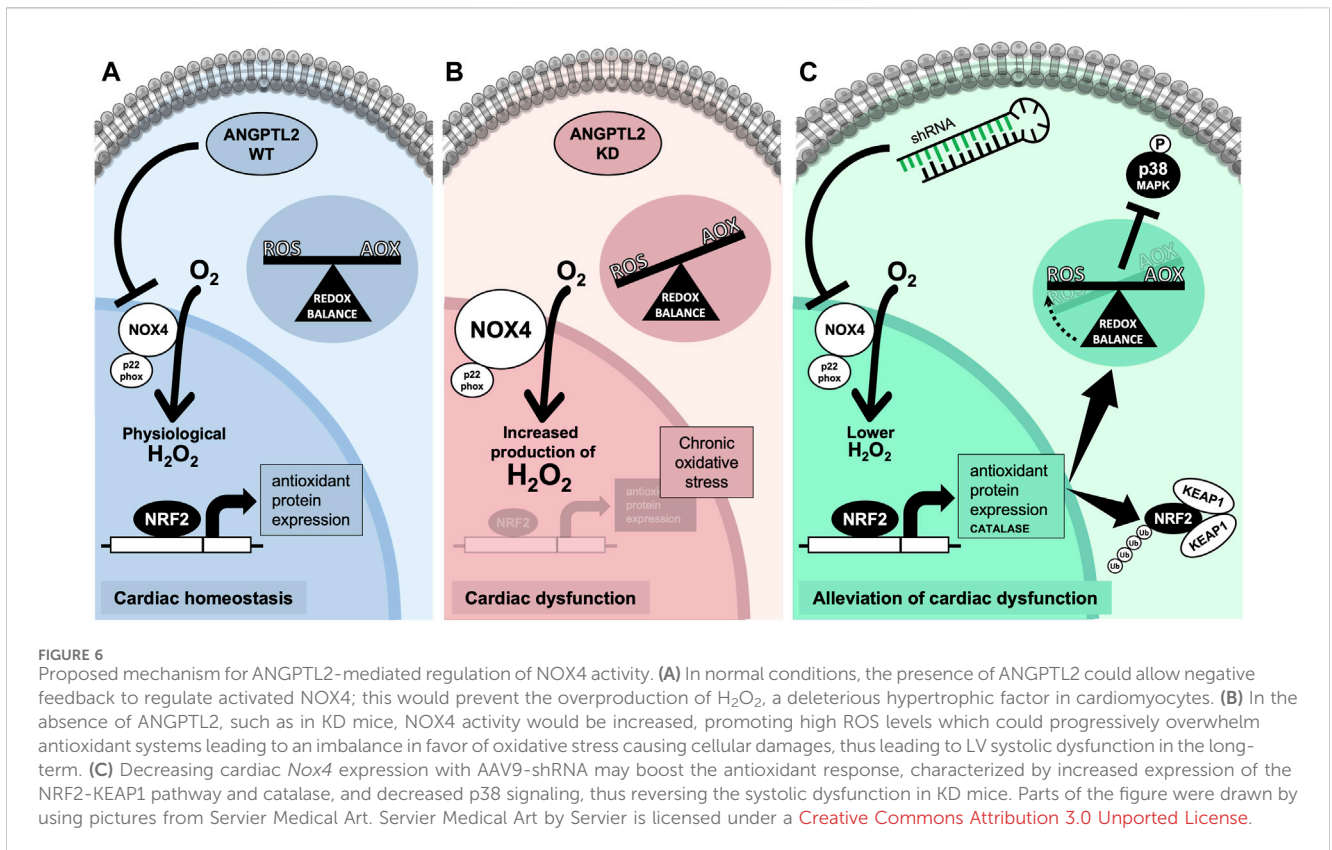 A
ANGPTL2
WT
ROS
AOX
REDOX
BALANCE
O2
NOX4
p22
phox
Physiological
H2O2
NRF2
antioxidant
protein
expression
Cardiac homeostasis
B
ANGPTL2
KD
ROS
AOX
REDOX
BALANCE
O2
NOX4
p22
phox
Increased
production of
H2O2
Chronic
oxidative
stress
NRF2
protein
expression
Cardiac dysfunction
C
shRNA
P
p38
MAPK
ROS
AOX
AOX
REDOX
BALANCE
O2
NOX4
p22
phox
Lower
H2O2
NRF2
antioxidant
protein
expression
CATALASE
KEAP1
NRF2
KEAP1
Ub
Ub
Ub
Ub
Alleviation of cardiac dysfunction
FIGURE 6
Proposed mechanism for ANGPTL2-mediated regulation of NOX4 activity. (A) In normal conditions, the presence of ANGPTL2 could allow negative
feedback to regulate activated NOX4; this would prevent the overproduction of H2O2, a deleterious hypertrophic factor in cardiomyocytes. (B) In the
absence of ANGPTL2, such as in KD mice, NOX4 activity would be increased, promoting high ROS levels which could progressively overwhelm
antioxidant systems leading to an imbalance in favor of oxidative stress causing cellular damages, thus leading to LV systolic dysfunction in the long-
term. (C) Decreasing cardiac Nox4 expression with AAV9-shRNA may boost the antioxidant response, characterized by increased expression of the
NRF2-KEAP1 pathway and catalase, and decreased p38 signaling, thus reversing the systolic dysfunction in KD mice. Parts of the figure were drawn by
using pictures from Servier Medical Art. Servier Medical Art by Servier is licensed under a Creative Commons Attribution 3.0 Unported License.